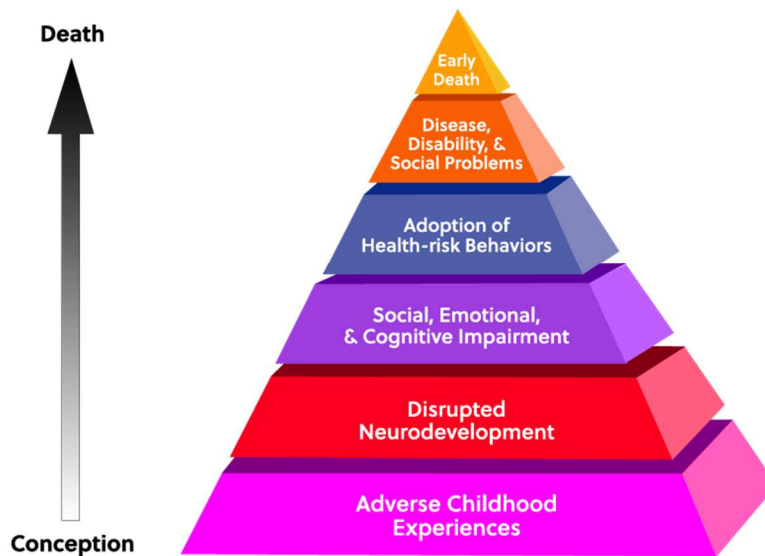 Death
Early
Death
Disease,
Disability, &
Social Problems
Adoption of
Health-risk Behaviors
Social, Emotional,
& Cognitive Impairment
Disrupted
Neurodevelopment
Adverse Childhood
Experiences
Conception